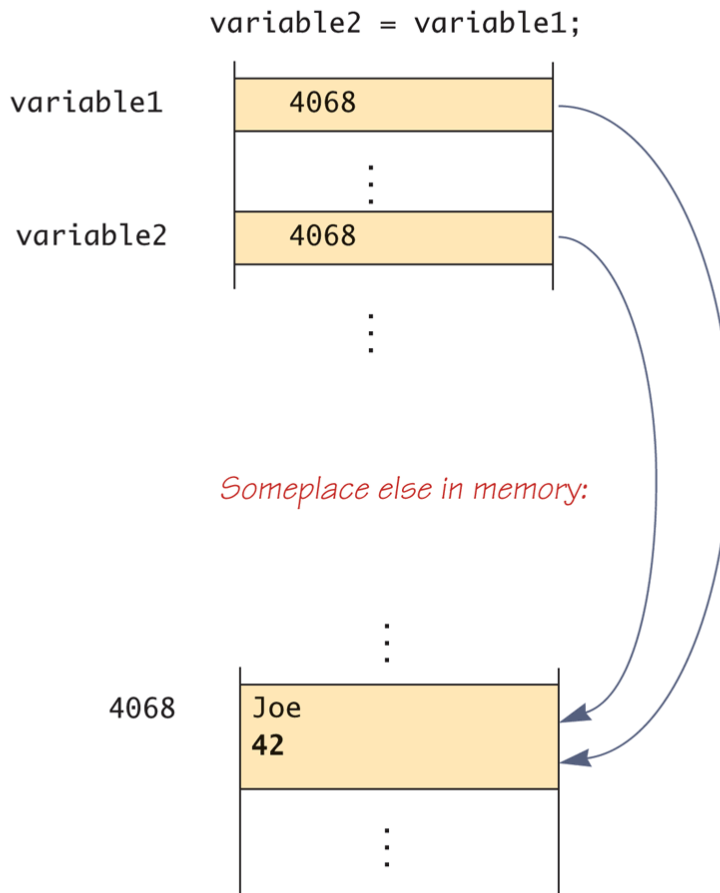 variable2 = variable1;
variable1 4068
variable2 4068
Someplace else in memory:
4068 Joe
42